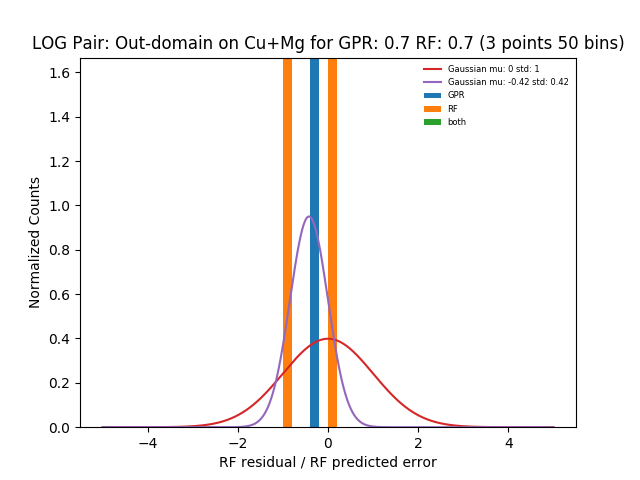 LOG Pair: Out-domain on Cu+Mg for GPR: 0.7 RF: 0.7 (3 points 50 bins)
Gaussian mu: 0 std: 1
Gaussian mu: -0.42 std: 0.42
GPR
RF
both
Normalized Counts
1.6
1.4
1.2
1.0
0.8
0.6
0.4
0.2
0.0
−4
−2
0
2
4
RF residual / RF predicted error